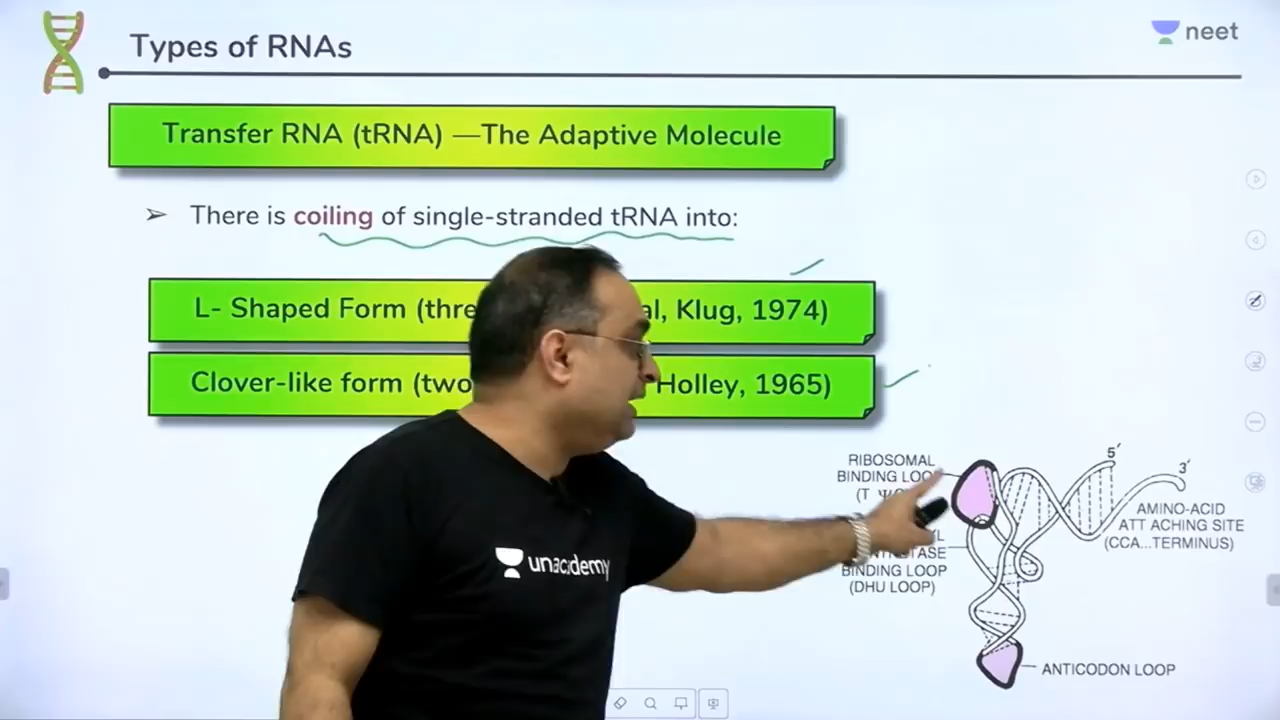 Types of RNAs
neet
Transfer RNA (tRNA) —The Adaptive Molecule
➢ There is coiling of single-stranded tRNA into:
L- Shaped Form (thre al, Klug, 1974)
Clover-like form (two Holley, 1965)
RIBOSOMAL
BINDING LOO
(T
5′
3′
AMINO-ACID
ATT ACHING SITE
(CCA...TERMINUS)
BINDING LOOP
(DHU LOOP)
ANTICODON LOOP
unacademy